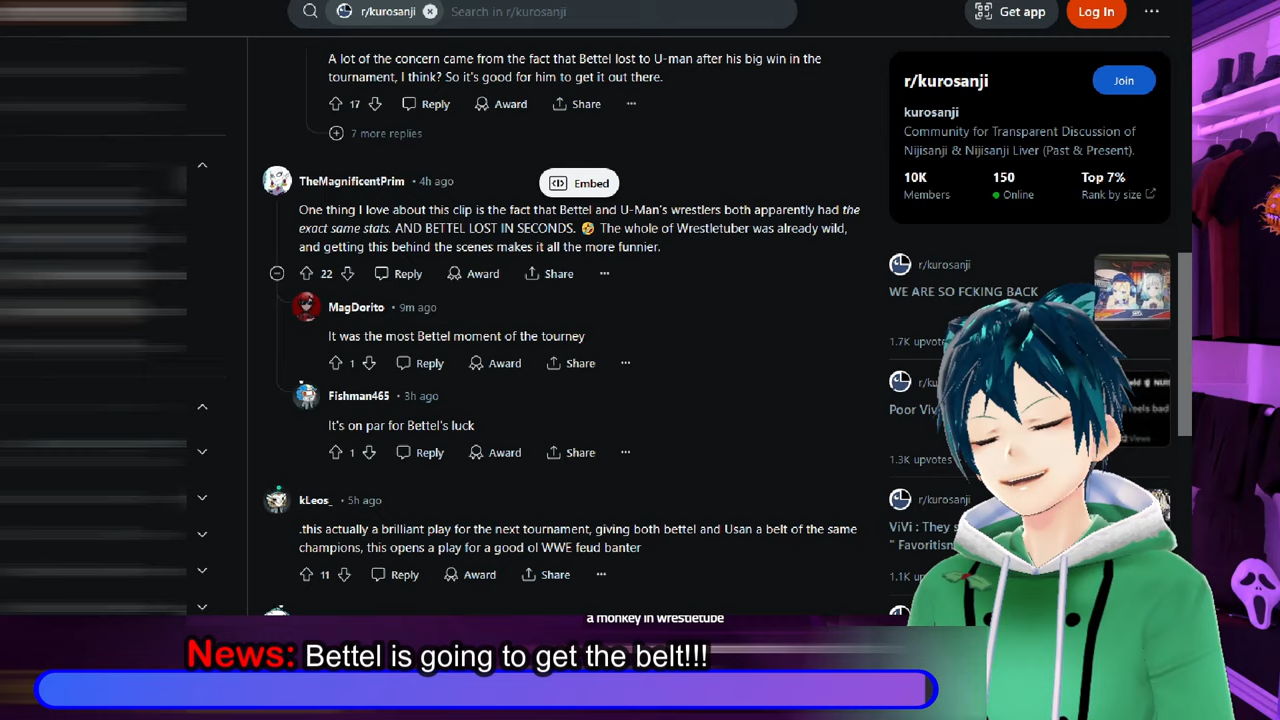 r/kurosanji
Search in r/kurosanji
Get app
Log In
A lot of the concern came from the fact that Bettel lost to U-man after his big win in the
tournament, I think? So it's good for him to get it out there.
17
Reply
Award
Share
7 more replies
TheMagnificentPrim • 4h ago
Embed
One thing I love about this clip is the fact that Bettel and U-Man's wrestlers both apparently had the
exact same stats. AND BETTEL LOST IN SECONDS. 🤣 The whole of Wrestletuber was already wild,
and getting this behind the scenes makes it all the more funnier.
22
Reply
Award
Share
MagDorito • 9m ago
It was the most Bettel moment of the tourney
1
Reply
Award
Share
Fishman465 • 3h ago
It's on par for Bettel's luck
1
Reply
Award
Share
kLeos_ • 5h ago
.this actually a brilliant play for the next tournament, giving both bettel and Usan a belt of the same
champions, this opens a play for a good ol WWE feud banter
11
Reply
Award
Share
a monkey in wrestletube
r/kurosanji
Join
kurosanji
Community for Transparent Discussion of
Nijisanji & Nijisanji Liver (Past & Present).
10K
150
Top 7%
Members
Online
Rank by size
r/kurosanji
WE ARE SO FCKING BACK
1.7K upvotes
r/ku
Poor Viv
1.3K upvotes
r/kurosanji
ViVi : They s
" Favoritism
1.1K
News: Bettel is going to get the belt!!!